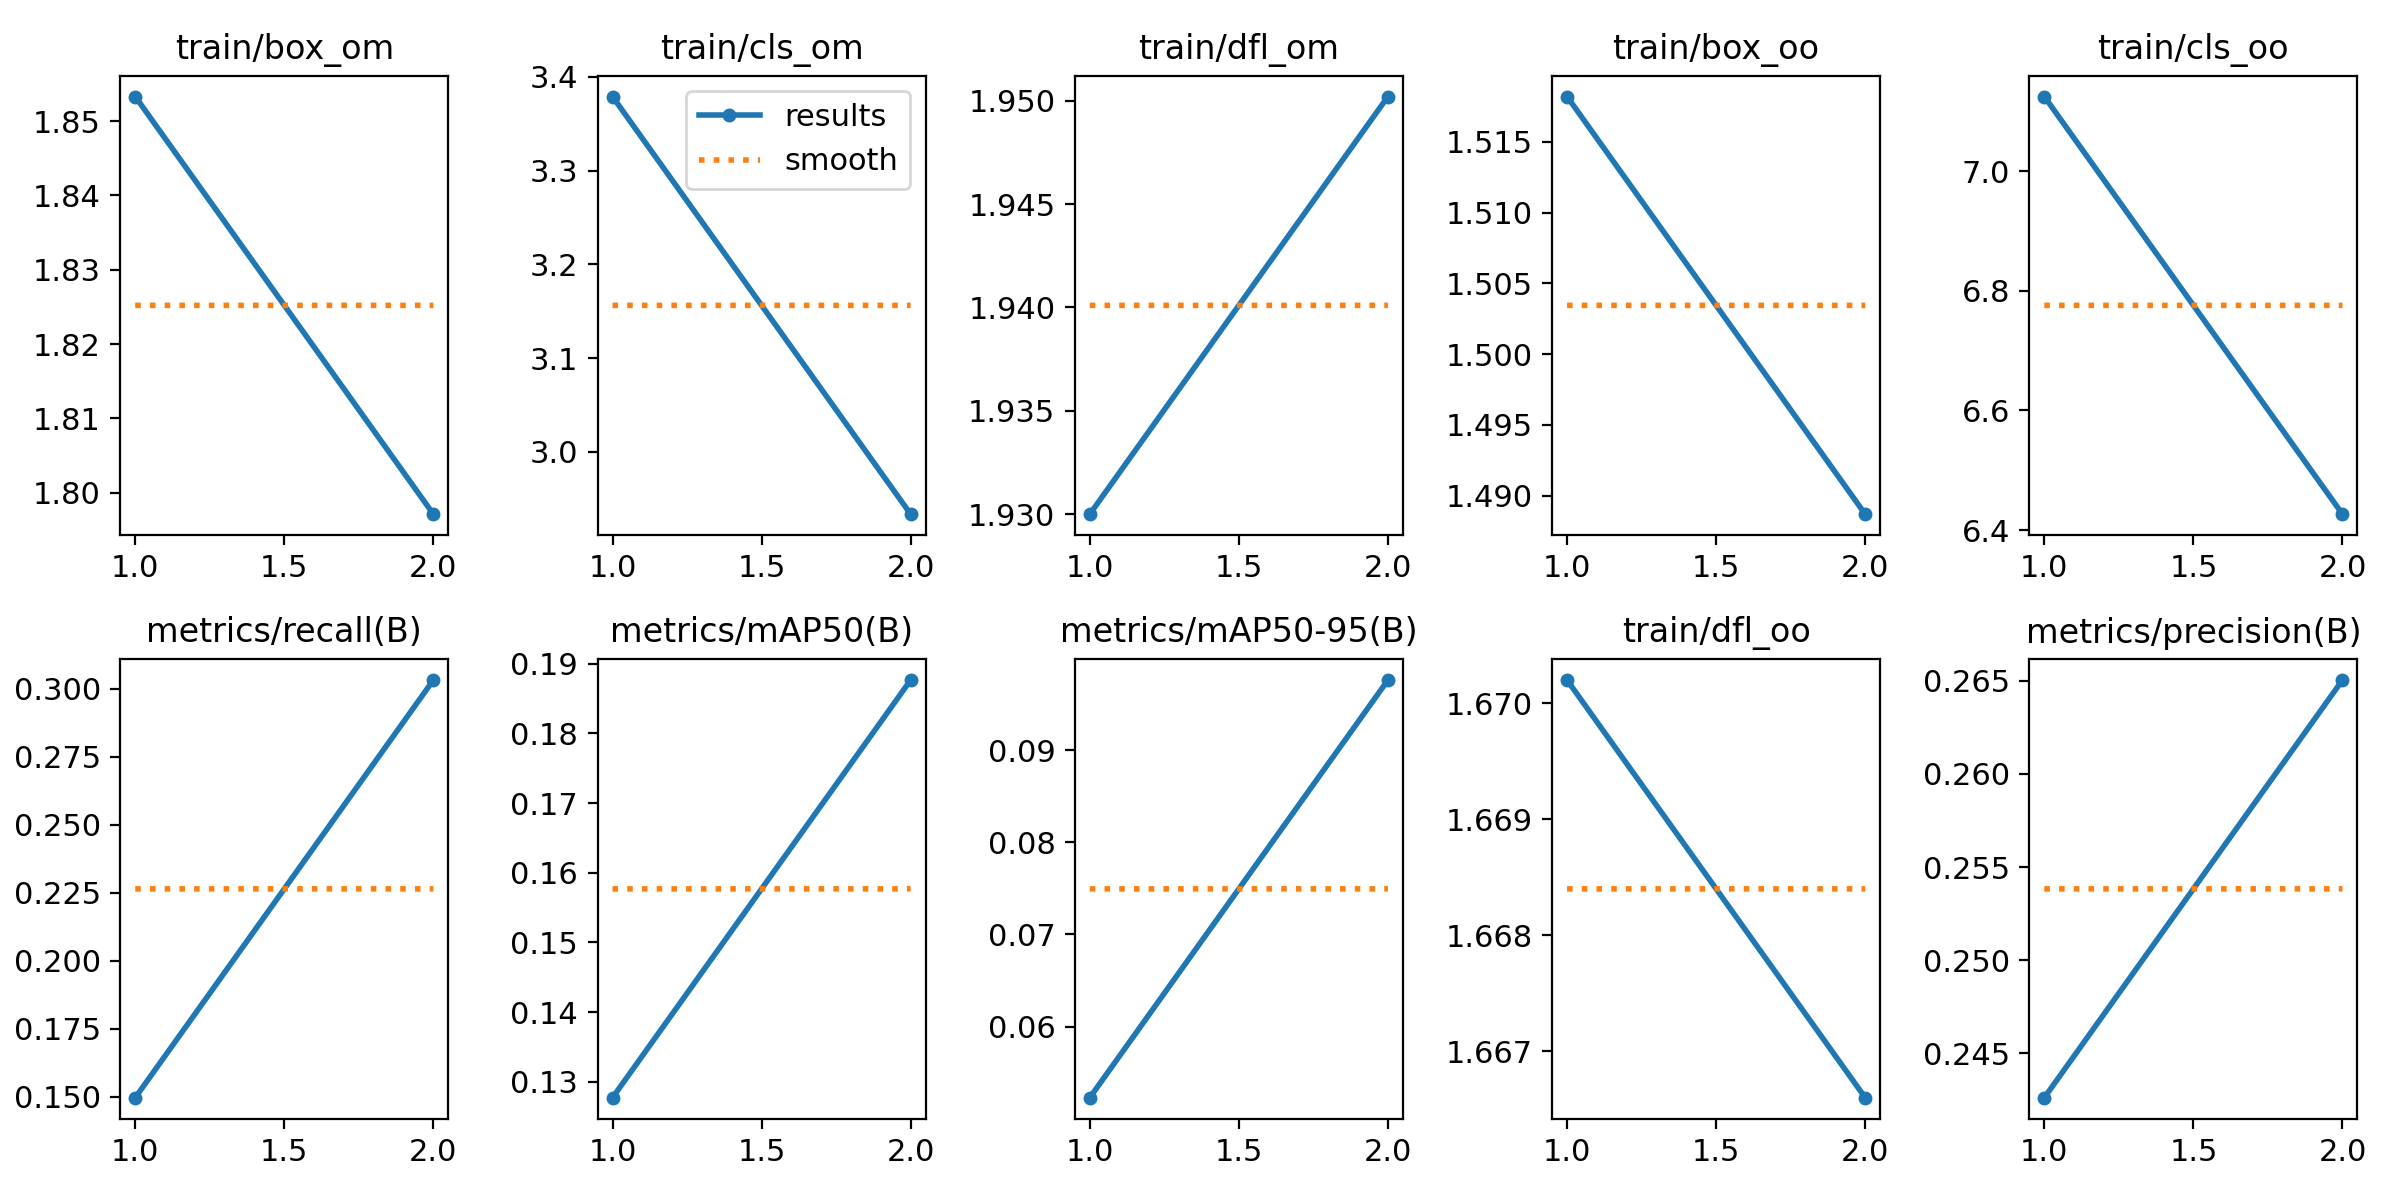 train/box_om
1.85
1.84
1.83
1.82
1.81
1.80
1.0 1.5 2.0
train/cls_om
3.4
3.3
3.2
3.1
3.0
results
smooth
1.0 1.5 2.0
train/dfl_om
1.950
1.945
1.940
1.935
1.930
1.0 1.5 2.0
train/box_oo
1.515
1.510
1.505
1.500
1.495
1.490
1.0 1.5 2.0
train/cls_oo
7.0
6.8
6.6
6.4
1.0 1.5 2.0
metrics/recall(B)
0.300
0.275
0.250
0.225
0.200
0.175
0.150
1.0 1.5 2.0
metrics/mAP50(B)
0.19
0.18
0.17
0.16
0.15
0.14
0.13
1.0 1.5 2.0
metrics/mAP50-95(B)
0.09
0.08
0.07
0.06
1.0 1.5 2.0
train/dfl_oo
1.670
1.669
1.668
1.667
1.0 1.5 2.0
metrics/precision(B)
0.265
0.260
0.255
0.250
0.245
1.0 1.5 2.0